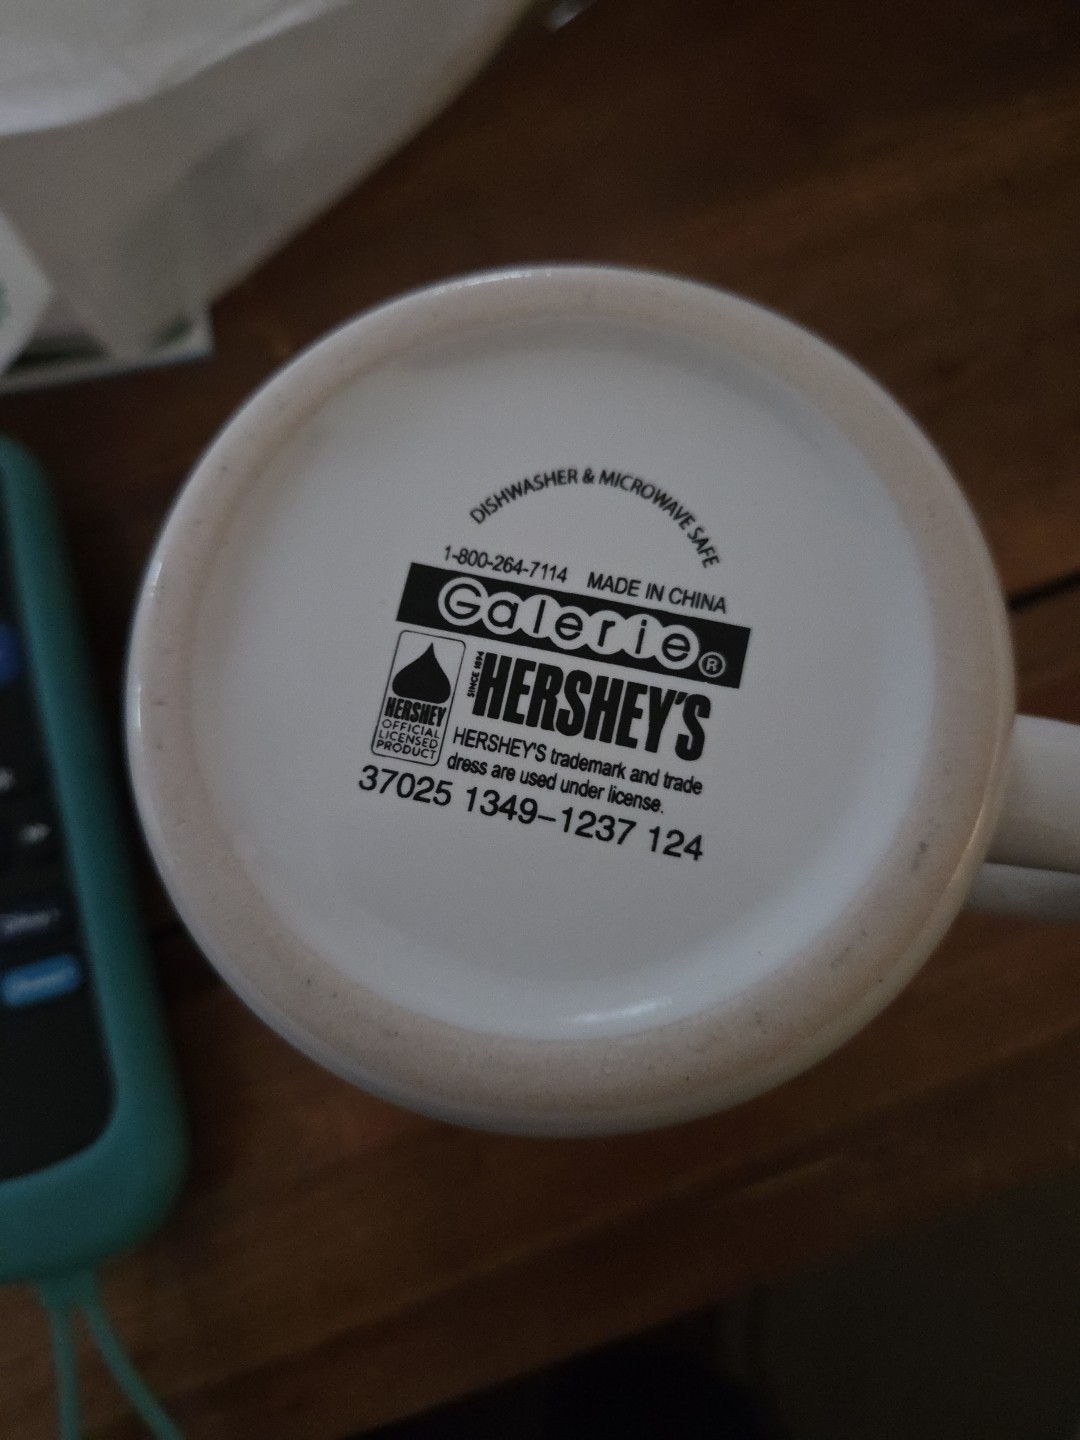 DISHWASHER & MICROWAVE SAFE
1-800-264-7114 MADE IN CHINA
Galerie®
SINCE 1894
HERSHEY'S
HERSHEY
OFFICIAL
LICENSED
PRODUCT
HERSHEY'S trademark and trade
dress are used under license.
37025 1349-1237 124